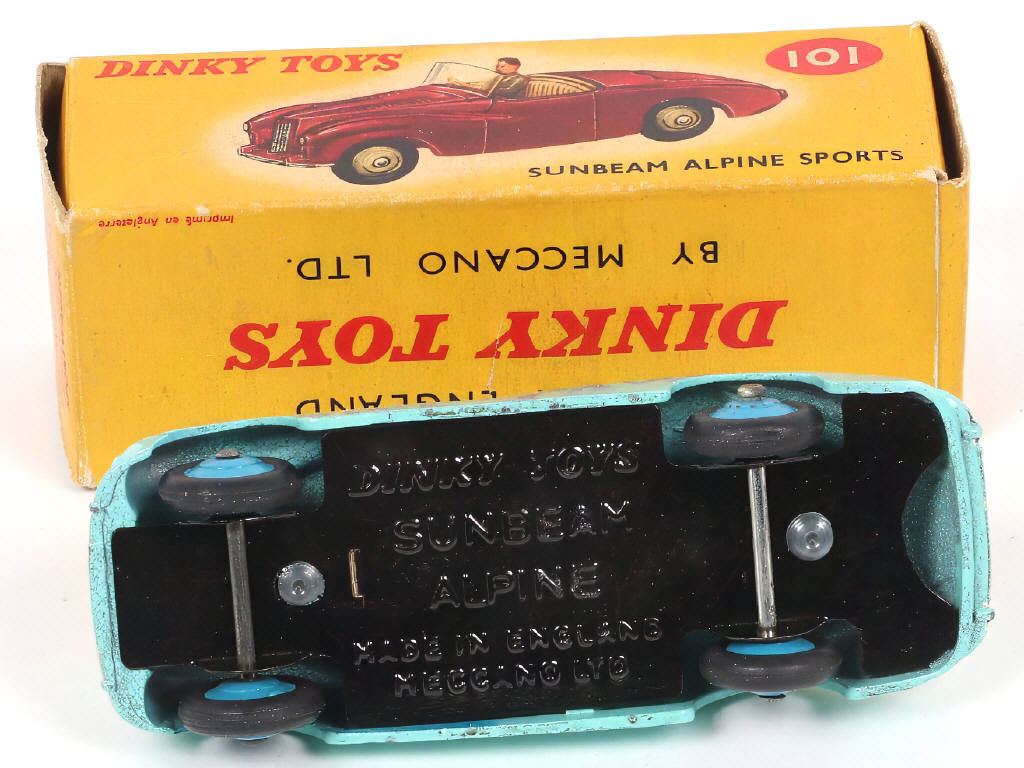 DINKY TOYS
101
SUNBEAM ALPINE SPORTS
Imprimé en Angleterre
BY MECCANO LTD.
DINKY TOYS
ENGLAND
DINKY TOYS
SUNBEAM
ALPINE
MADE IN ENGLAND
MECCANO LTD